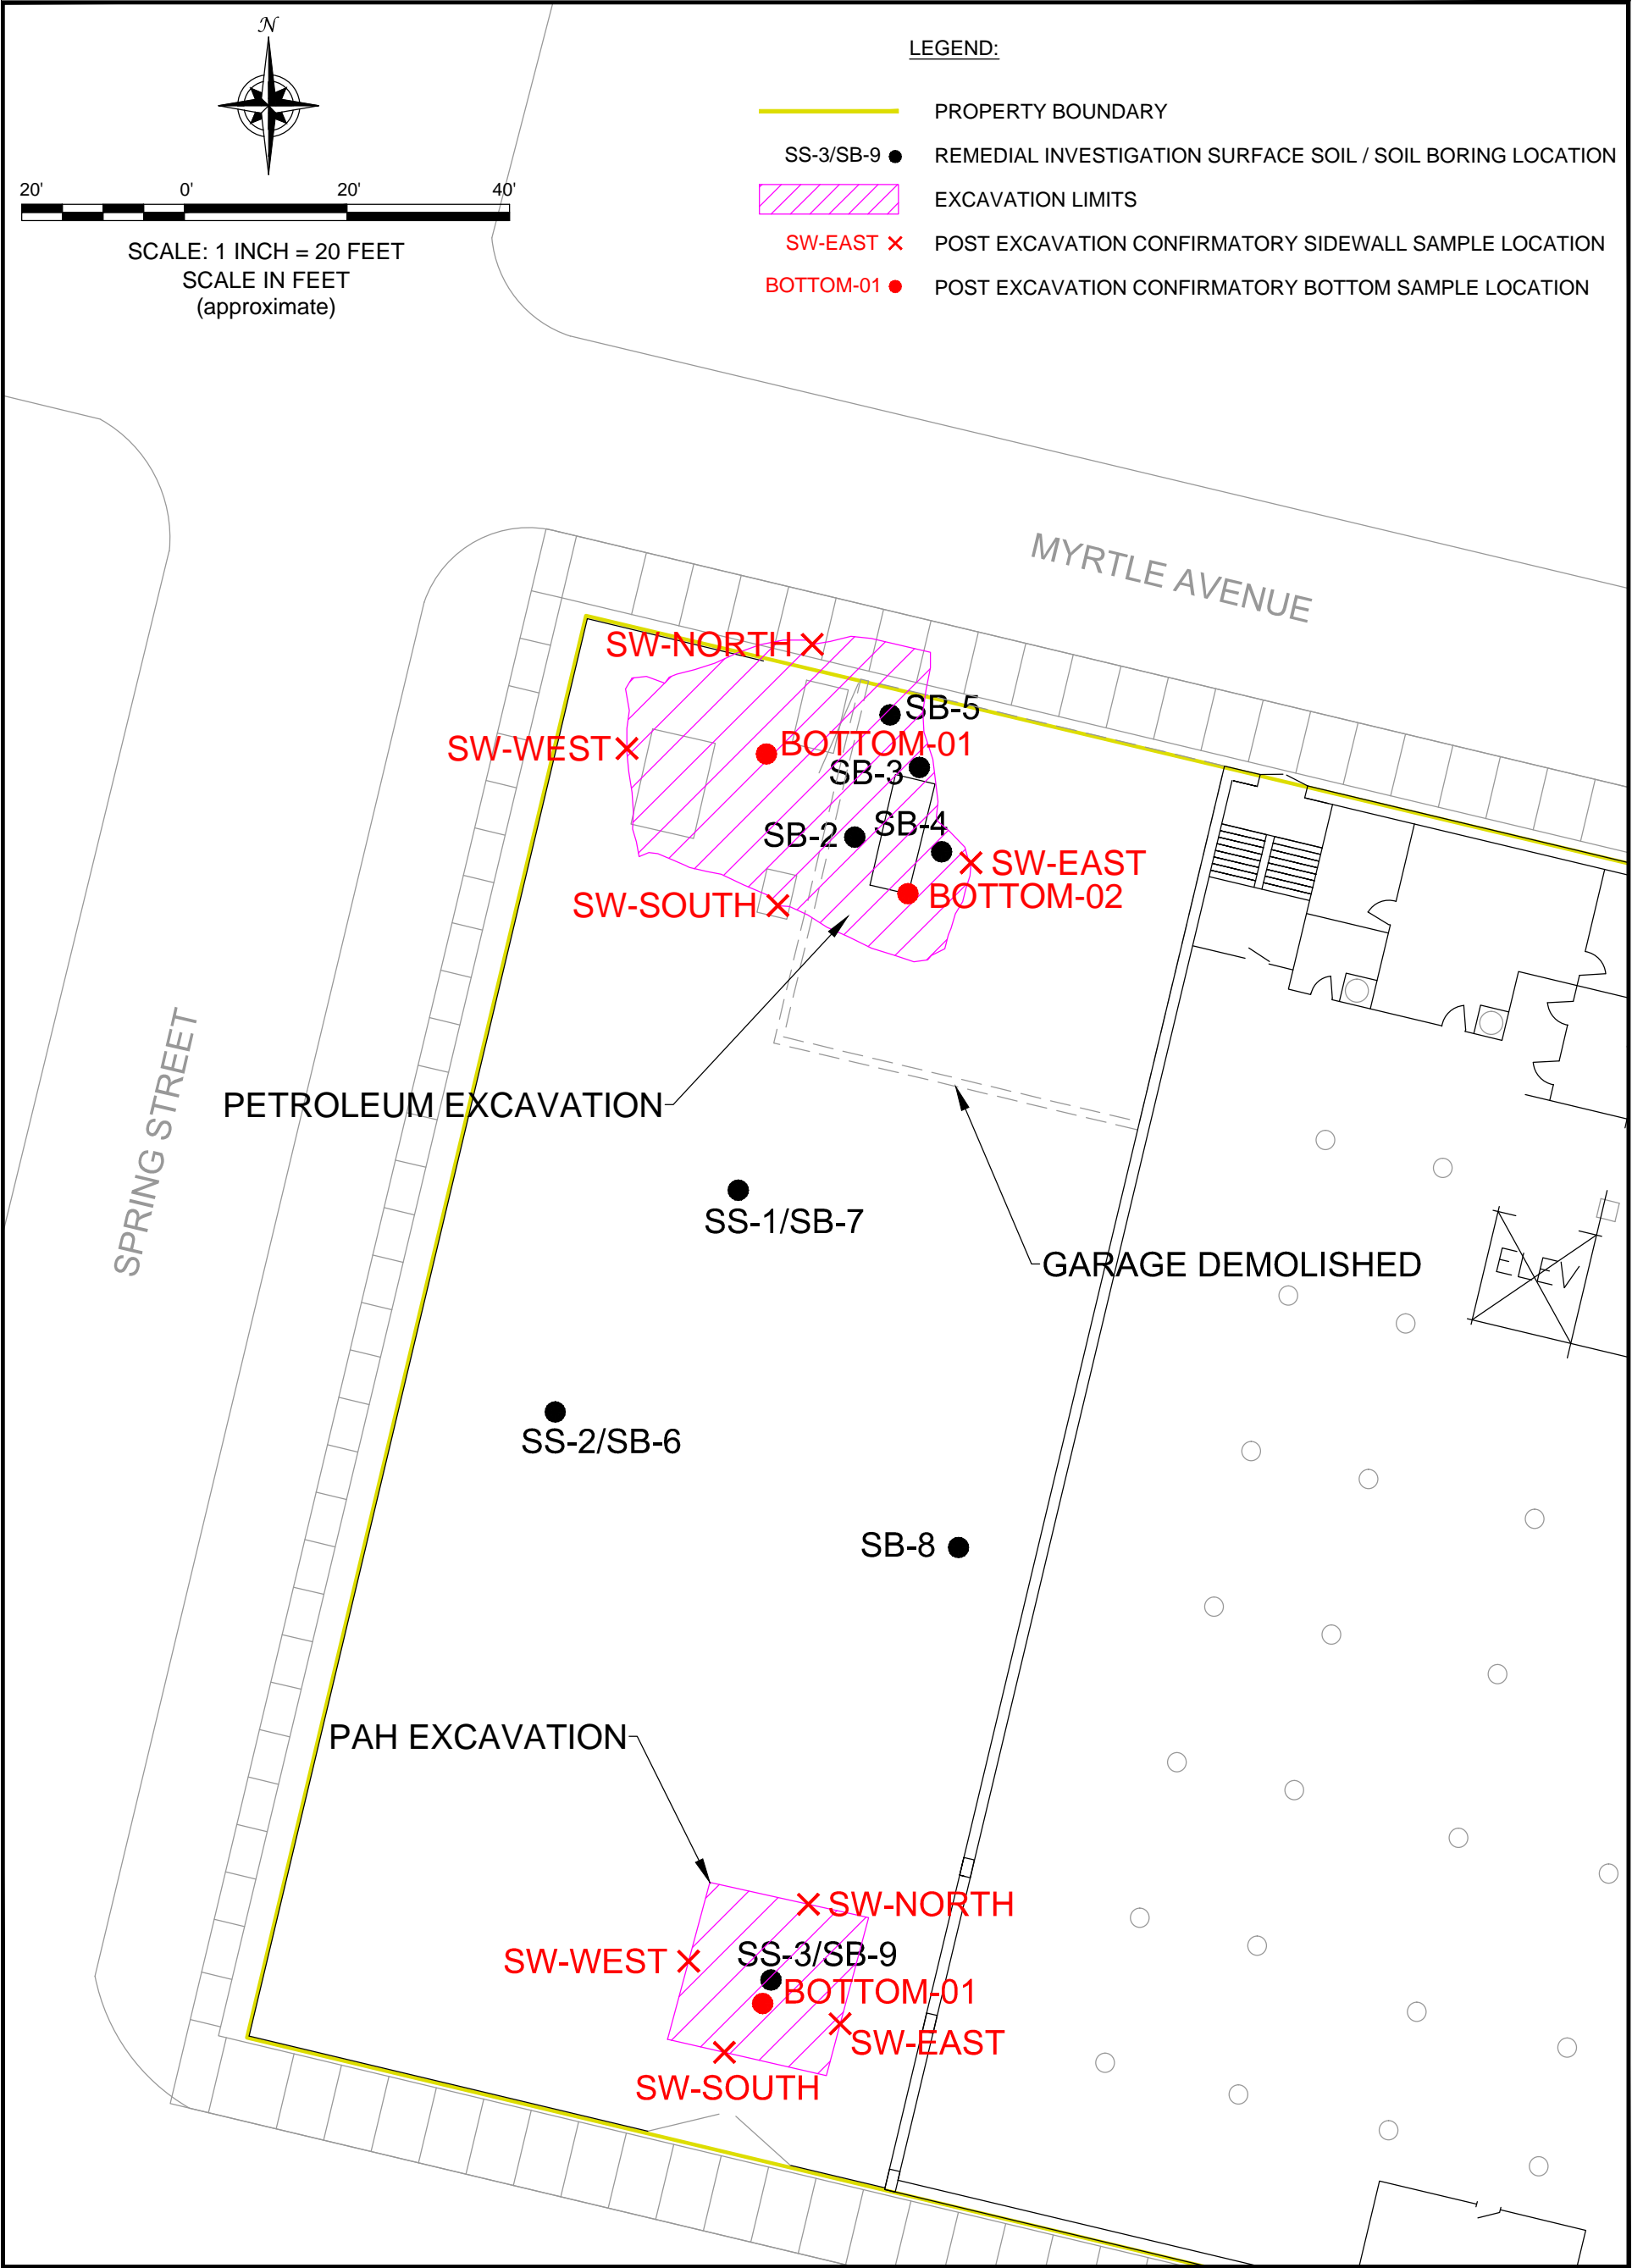 N
LEGEND:
PROPERTY BOUNDARY
SS-3/SB-9 REMEDIAL INVESTIGATION SURFACE SOIL / SOIL BORING LOCATION
20' 0' 20' 40'
EXCAVATION LIMITS
SCALE: 1 INCH = 20 FEET
SW-EAST POST EXCAVATION CONFIRMATORY SIDEWALL SAMPLE LOCATION
SCALE IN FEET
BOTTOM-01 POST EXCAVATION CONFIRMATORY BOTTOM SAMPLE LOCATION
(approximate)
MYRTLE AVENUE
SW-NORTH
SB-5
SW-WEST
BOTTOM-01
SB-3
SB-2
SB-4
SW-EAST
BOTTOM-02
SW-SOUTH
SPRING STREET
PETROLEUM EXCAVATION
SS-1/SB-7
GARAGE DEMOLISHED
ELEV
SS-2/SB-6
SB-8
PAH EXCAVATION
SW-NORTH
SS-3/SB-9
SW-WEST
BOTTOM-01
SW-EAST
SW-SOUTH